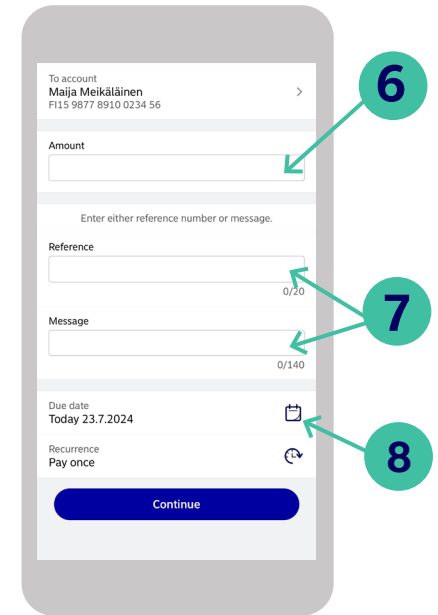 To account
Maija Meikäläinen
FI15 9877 8910 0234 56
6
Amount
Enter either reference number or message.
Reference
0/20
7
Message
0/140
Due date
Today 23.7.2024
8
Recurrence
Pay once
Continue